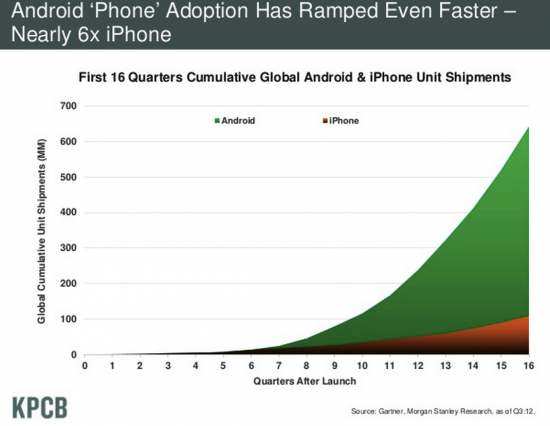 Android ‘Phone’ Adoption Has Ramped Even Faster –
Nearly 6x iPhone
First 16 Quarters Cumulative Global Android & iPhone Unit Shipments
Android iPhone
Global Cumulative Unit Shipments (MM)
700
600
500
400
300
200
100
0
0 1 2 3 4 5 6 7 8 9 10 11 12 13 14 15 16
Quarters After Launch
KPCB
Source: Gartner, Morgan Stanley Research, as of Q3:12.